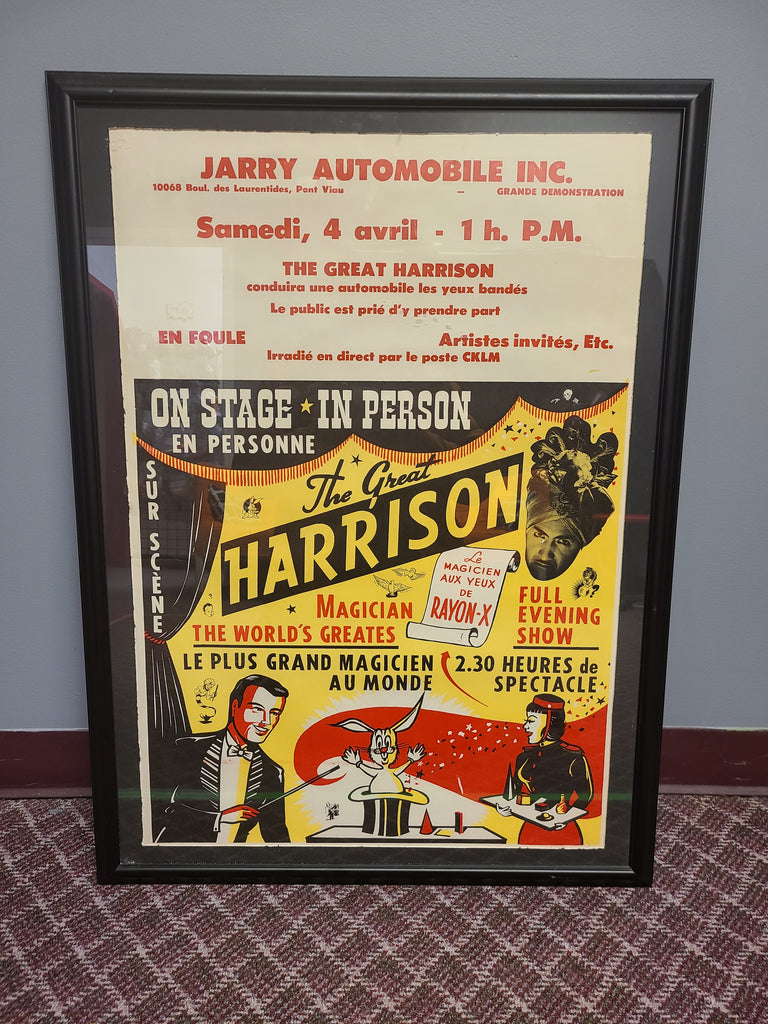 JARRY AUTOMOBILE INC.
10068 Boul. des Laurentides, Pont Viau — GRANDE DEMONSTRATION
Samedi, 4 avril - 1 h. P.M.
THE GREAT HARRISON
conduira une automobile les yeux bandés
Le public est prié d'y prendre part
EN FOULE
Artistes invités, Etc.
Irradié en direct par le poste CKLM
ON STAGE ★ IN PERSON
EN PERSONNE
SUR SCÈNE
The Great
HARRISON
Le
MAGICIEN
AUX YEUX
DE
RAYON-X
MAGICIAN
THE WORLD'S GREATES
FULL
EVENING
SHOW
LE PLUS GRAND MAGICIEN
AU MONDE
2.30 HEURES de
SPECTACLE